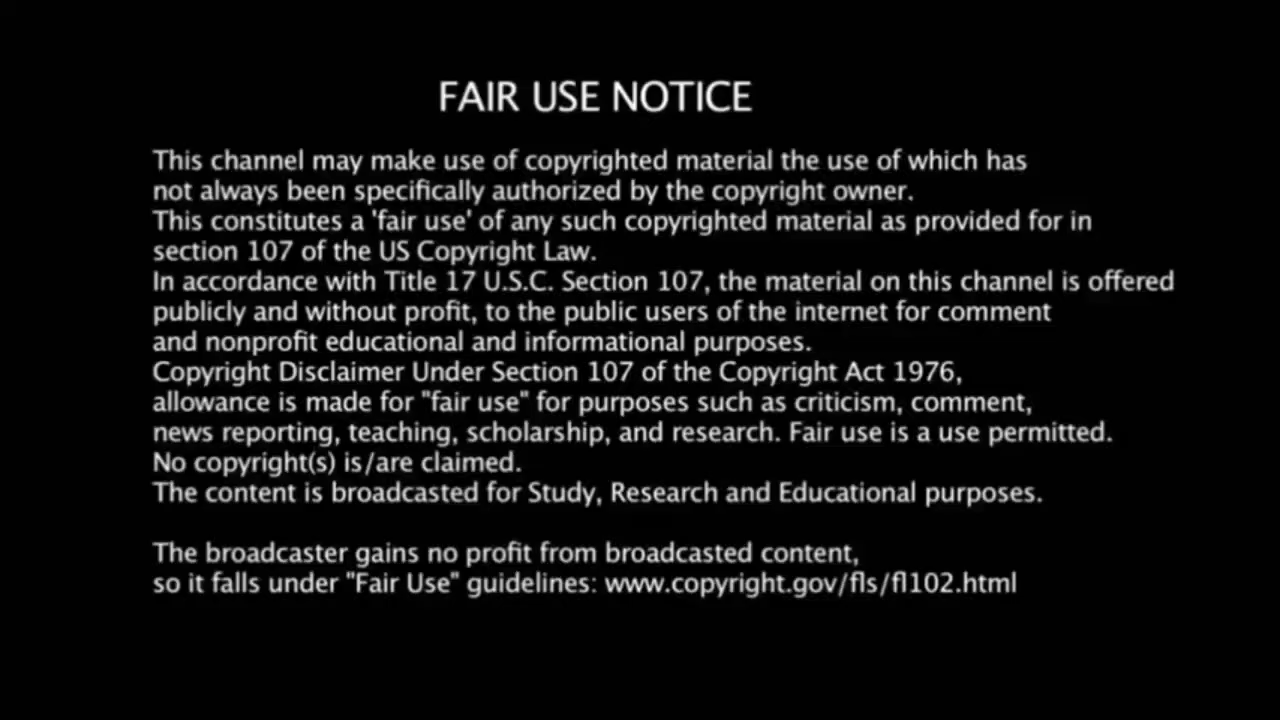 FAIR USE NOTICE
This channel may make use of copyrighted material the use of which has
not always been specifically authorized by the copyright owner.
This constitutes a 'fair use' of any such copyrighted material as provided for in
section 107 of the US Copyright Law.
In accordance with Title 17 U.S.C. Section 107, the material on this channel is offered
publicly and without profit, to the public users of the internet for comment
and nonprofit educational and informational purposes.
Copyright Disclaimer Under Section 107 of the Copyright Act 1976,
allowance is made for "fair use" for purposes such as criticism, comment,
news reporting, teaching, scholarship, and research. Fair use is a use permitted.
No copyright(s) is/are claimed.
The content is broadcasted for Study, Research and Educational purposes.
The broadcaster gains no profit from broadcasted content,
so it falls under "Fair Use" guidelines: www.copyright.gov/fls/fl102.html